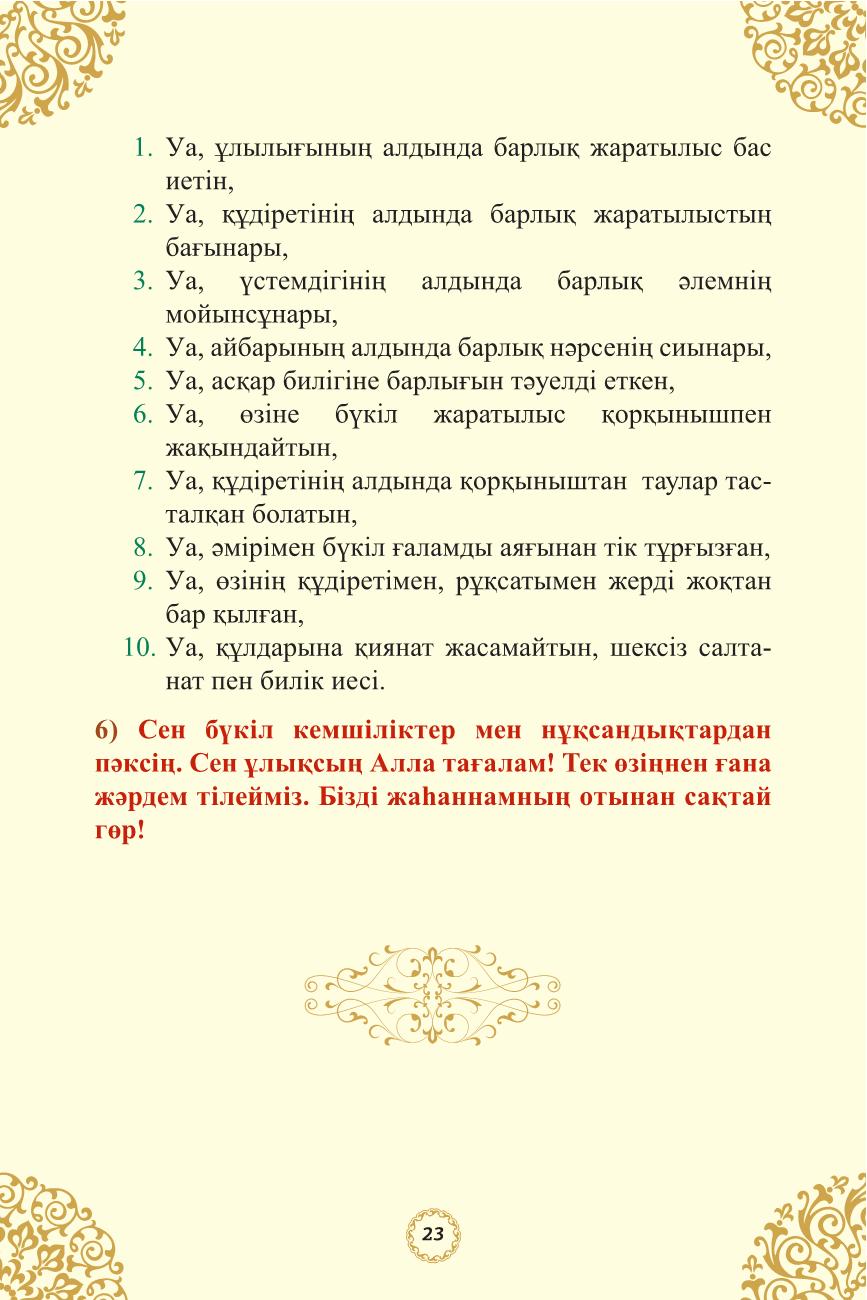 1. Уа, ұлылығының алдында барлық жаратылыс бас
иетін,
2. Уа, құдіретінің алдында барлық жаратылыстың
бағынары,
3. Уа, үстемдігінің алдында барлық әлемнің
мойынсұнары,
4. Уа, айбарының алдында барлық нәрсенің сиынары,
5. Уа, асқар билігіне барлығын тәуелді еткен,
6. Уа, өзіне бүкіл жаратылыс қорқынышпен
жақындайтын,
7. Уа, құдіретінің алдында қорқыныштан таулар тас-
талқан болатын,
8. Уа, әмірімен бүкіл ғаламды аяғынан тік тұрғызған,
9. Уа, өзінің құдіретімен, рұқсатымен жерді жоқтан
бар қылған,
10. Уа, құлдарына қиянат жасамайтын, шексіз салта-
нат пен билік иесі.
6) Сен бүкіл кемшіліктер мен нұқсандықтардан
пәксің. Сен ұлықсың Алла тағалам! Тек өзіңнен ғана
жәрдем тілейміз. Бізді жаһаннамның отынан сақтай
гөр!
23